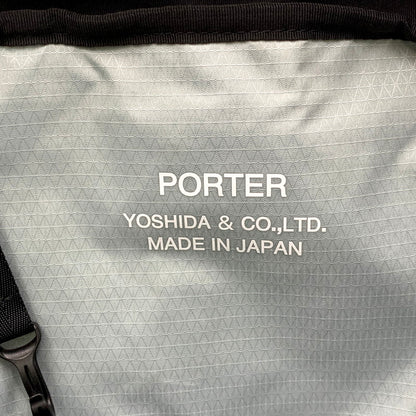 PORTER
YOSHIDA & CO.,LTD.
MADE IN JAPAN